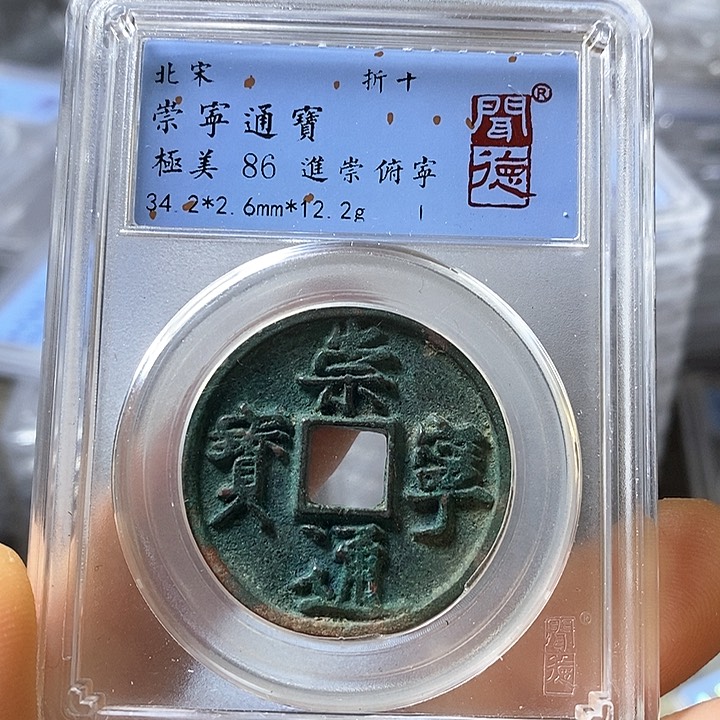 北宋 折十
崇寧通寶
極美 86 進崇俯寧
34.2*2.6mm*12.2g 1
聞德®
崇寧通寶
聞德®